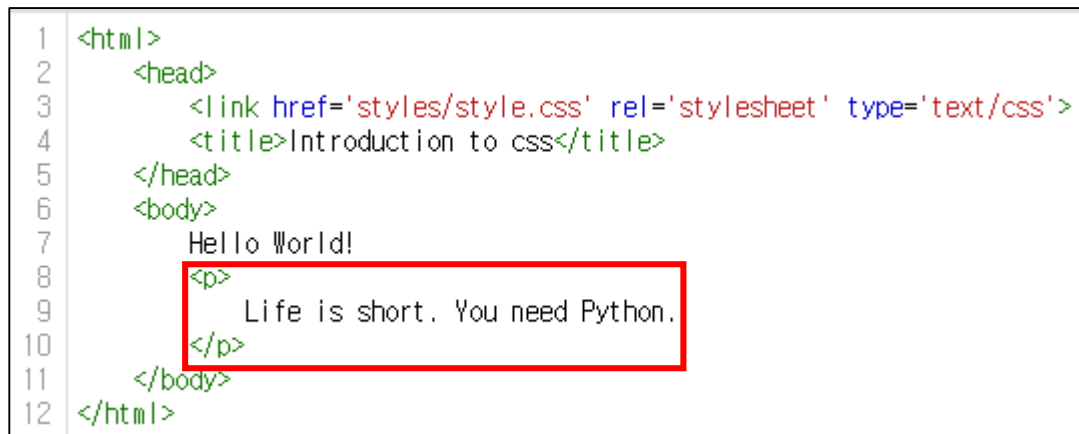 1 <html>
2 <head>
3 <link href='styles/style.css' rel='stylesheet' type='text/css'>
4 <title>Introduction to css</title>
5 </head>
6 <body>
7 Hello World!
8 <p>
9 Life is short. You need Python.
10 </p>
11 </body>
12 </html>